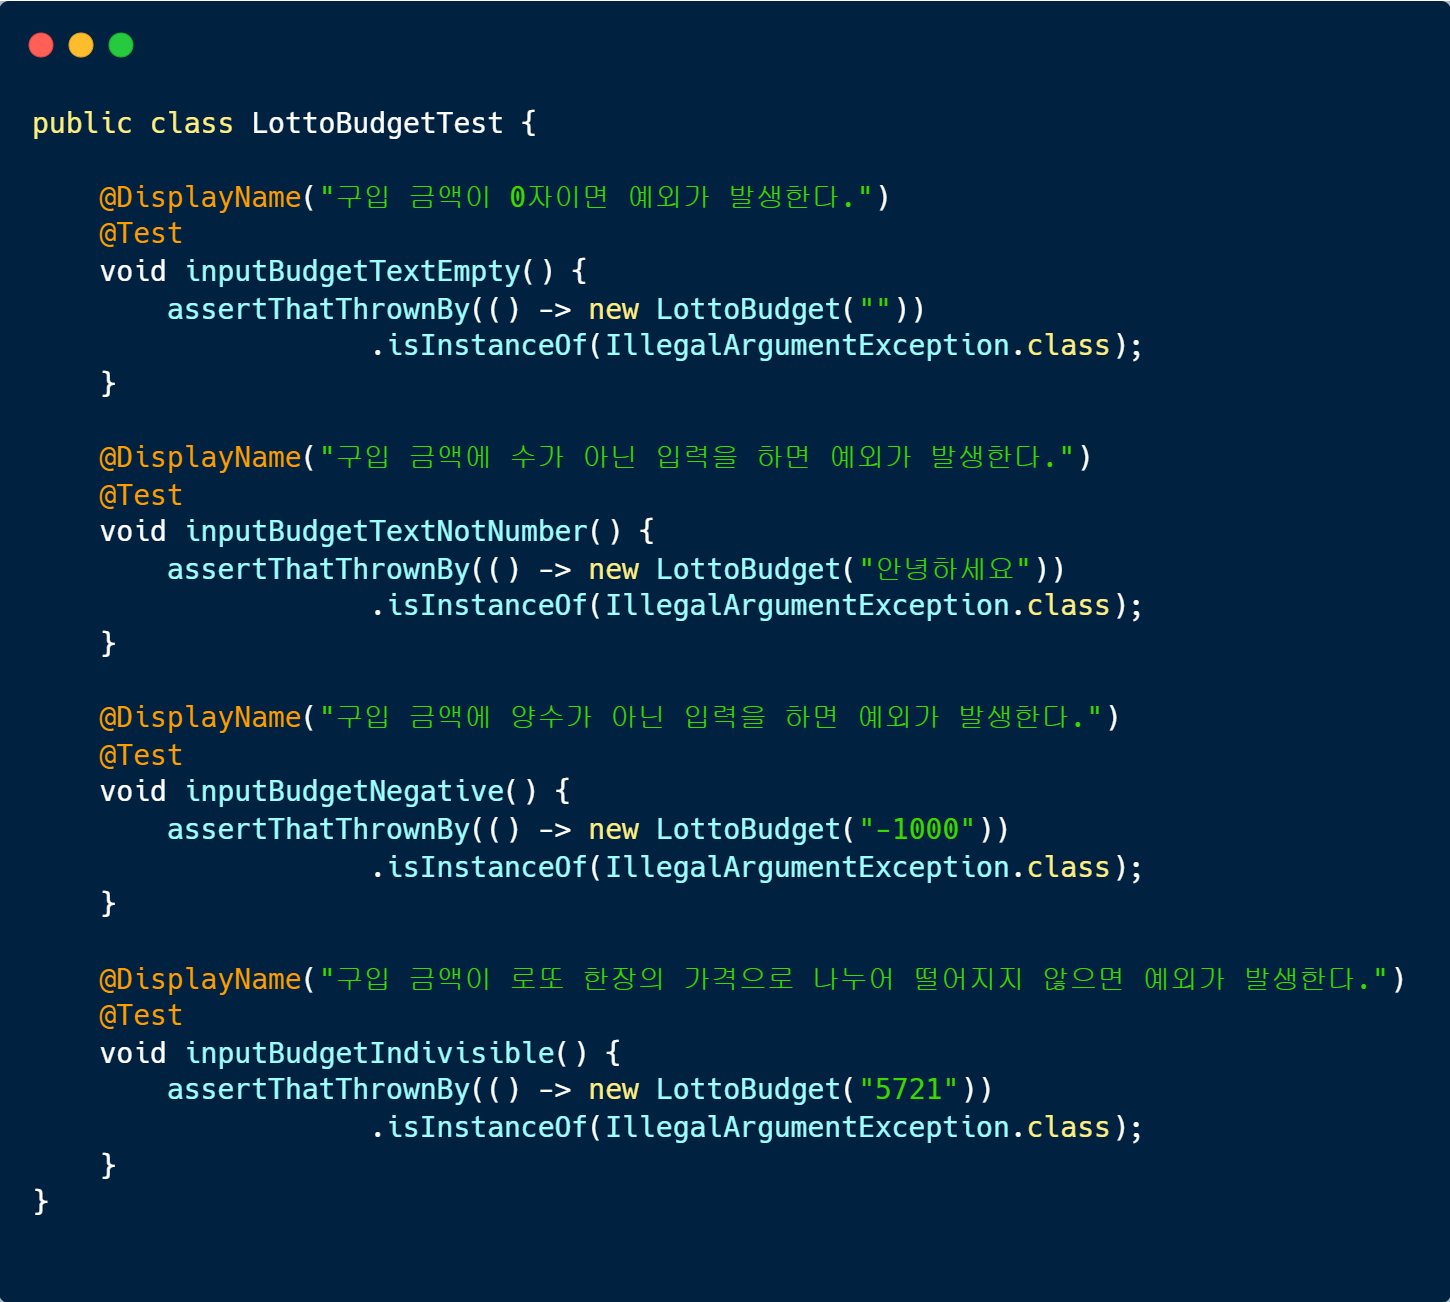 public class LottoBudgetTest {
    @DisplayName("구입 금액이 0자이면 예외가 발생한다.")
    @Test
    void inputBudgetTextEmpty() {
        assertThatThrownBy(() -> new LottoBudget(""))
                    .isInstanceOf(IllegalArgumentException.class);
    }
    @DisplayName("구입 금액에 수가 아닌 입력을 하면 예외가 발생한다.")
    @Test
    void inputBudgetTextNotNumber() {
        assertThatThrownBy(() -> new LottoBudget("안녕하세요"))
                    .isInstanceOf(IllegalArgumentException.class);
    }
    @DisplayName("구입 금액에 양수가 아닌 입력을 하면 예외가 발생한다.")
    @Test
    void inputBudgetNegative() {
        assertThatThrownBy(() -> new LottoBudget("-1000"))
                    .isInstanceOf(IllegalArgumentException.class);
    }
    @DisplayName("구입 금액이 로또 한장의 가격으로 나누어 떨어지지 않으면 예외가 발생한다.")
    @Test
    void inputBudgetIndivisible() {
        assertThatThrownBy(() -> new LottoBudget("5721"))
                    .isInstanceOf(IllegalArgumentException.class);
    }
}